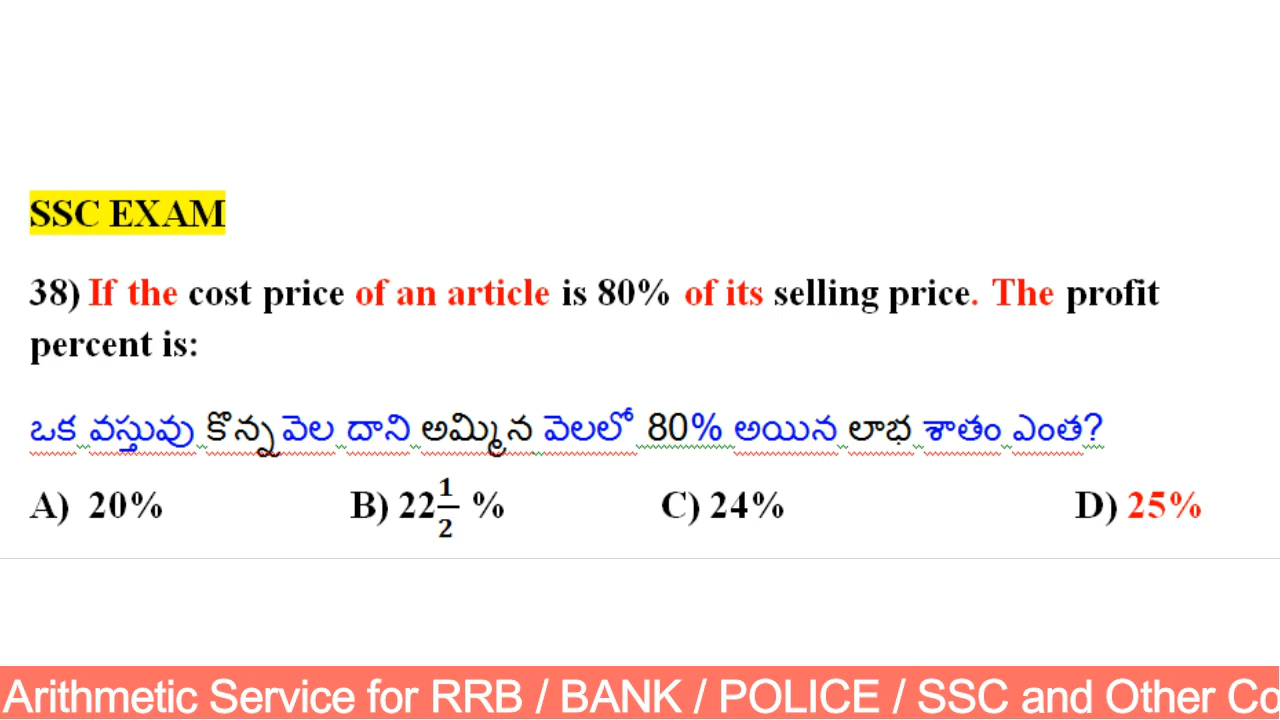 SSC EXAM
38) If the cost price of an article is 80% of its selling price. The profit
percent is:
ఒక వస్తువు కొన్న వెల దాని అమ్మిన వెలలో 80% అయిన లాభ శాతం ఎంత?
A) 20% B) 22 1/2 % C) 24% D) 25%
Arithmetic Service for RRB / BANK / POLICE / SSC and Other Co